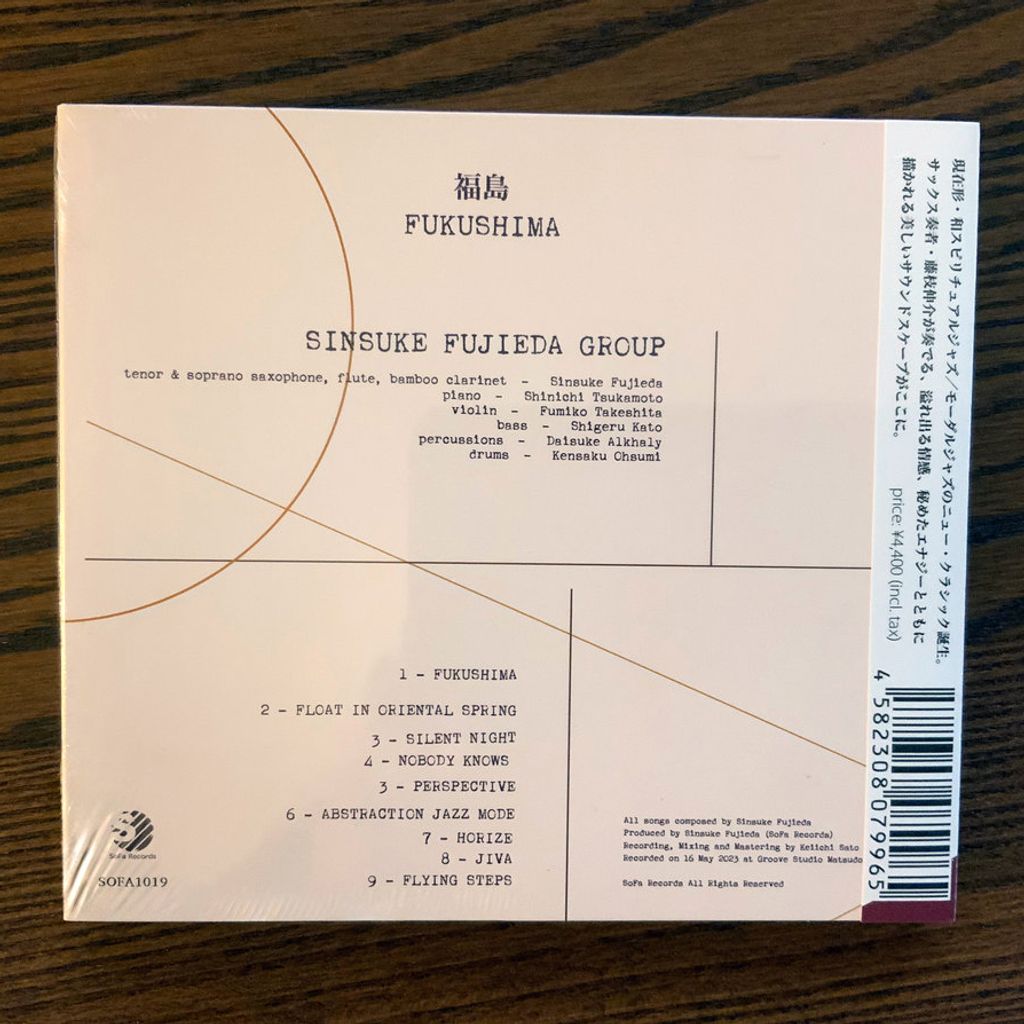 福島
FUKUSHIMA
SINSUKE FUJIEDA GROUP
tenor & soprano saxophone, flute, bamboo clarinet - Sinsuke Fujieda
piano - Shinichi Tsukamoto
violin - Fumiko Takeshita
bass - Shigeru Kato
percussions - Daisuke Alkhaly
drums - Kensaku Ohsumi
1 - FUKUSHIMA
2 - FLOAT IN ORIENTAL SPRING
3 - SILENT NIGHT
4 - NOBODY KNOWS
3 - PERSPECTIVE
6 - ABSTRACTION JAZZ MODE
7 - HORIZE
8 - JIVA
9 - FLYING STEPS
All songs composed by Sinsuke Fujieda
Produced by Sinsuke Fujieda (SoFa Records)
Recording, Mixing and Mastering by Keiichi Sato
Recorded on 16 May 2023 at Groove Studio Matsudo
SoFa Records All Rights Reserved
SoFa Records
SOFA1019
現在形・和スピリチュアルジャズ/モーダルジャズのニュー・クラシック誕生。
サックス奏者・藤枝伸介が奏でる、溢れ出る情感、秘めたエナジーとともに
描かれる美しいサウンドスケープがここに。
price: ¥4,400 (incl. tax)
4 582308 079965